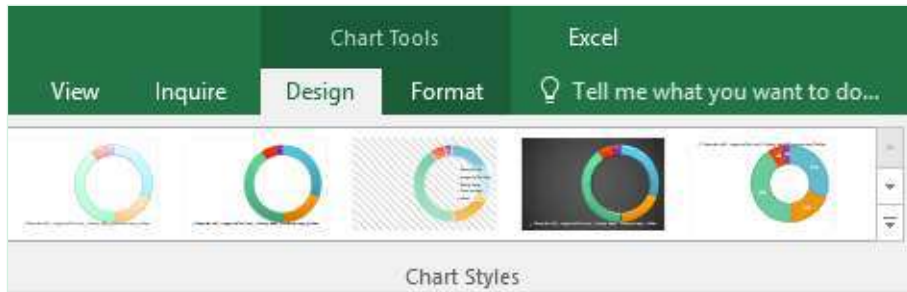 Chart Tools Excel
View Inquire Design Format Tell me what you want to do...
Chart Styles